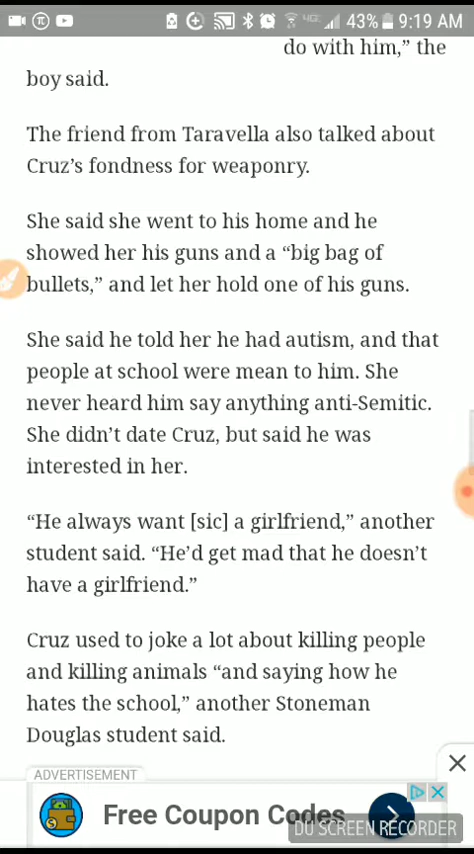 43% 9:19 AM
do with him,” the
boy said.
The friend from Taravella also talked about
Cruz’s fondness for weaponry.
She said she went to his home and he
showed her his guns and a “big bag of
bullets,” and let her hold one of his guns.
She said he told her he had autism, and that
people at school were mean to him. She
never heard him say anything anti-Semitic.
She didn’t date Cruz, but said he was
interested in her.
“He always want [sic] a girlfriend,” another
student said. “He’d get mad that he doesn’t
have a girlfriend.”
Cruz used to joke a lot about killing people
and killing animals “and saying how he
hates the school,” another Stoneman
Douglas student said.
ADVERTISEMENT
Free Coupon Codes
DU SCREEN RECORDER